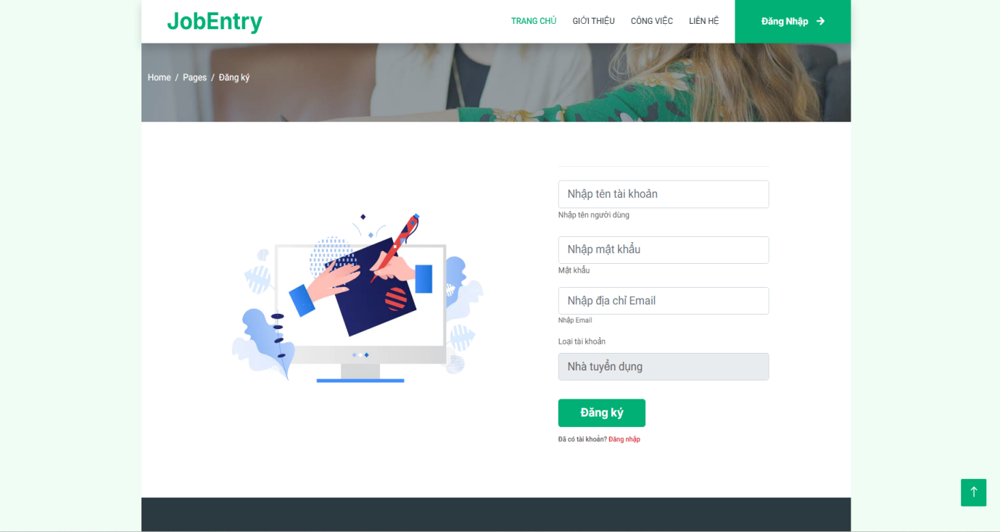 JobEntry
TRANG CHỦ GIỚI THIỆU CÔNG VIỆC LIÊN HỆ Đăng Nhập →
Home / Pages / Đăng ký
Nhập tên tài khoản
Nhập tên người dùng
Nhập mật khẩu
Mật khẩu
Nhập địa chỉ Email
Nhập Email
Loại tài khoản
Nhà tuyển dụng
Đăng ký
Đã có tài khoản? Đăng nhập